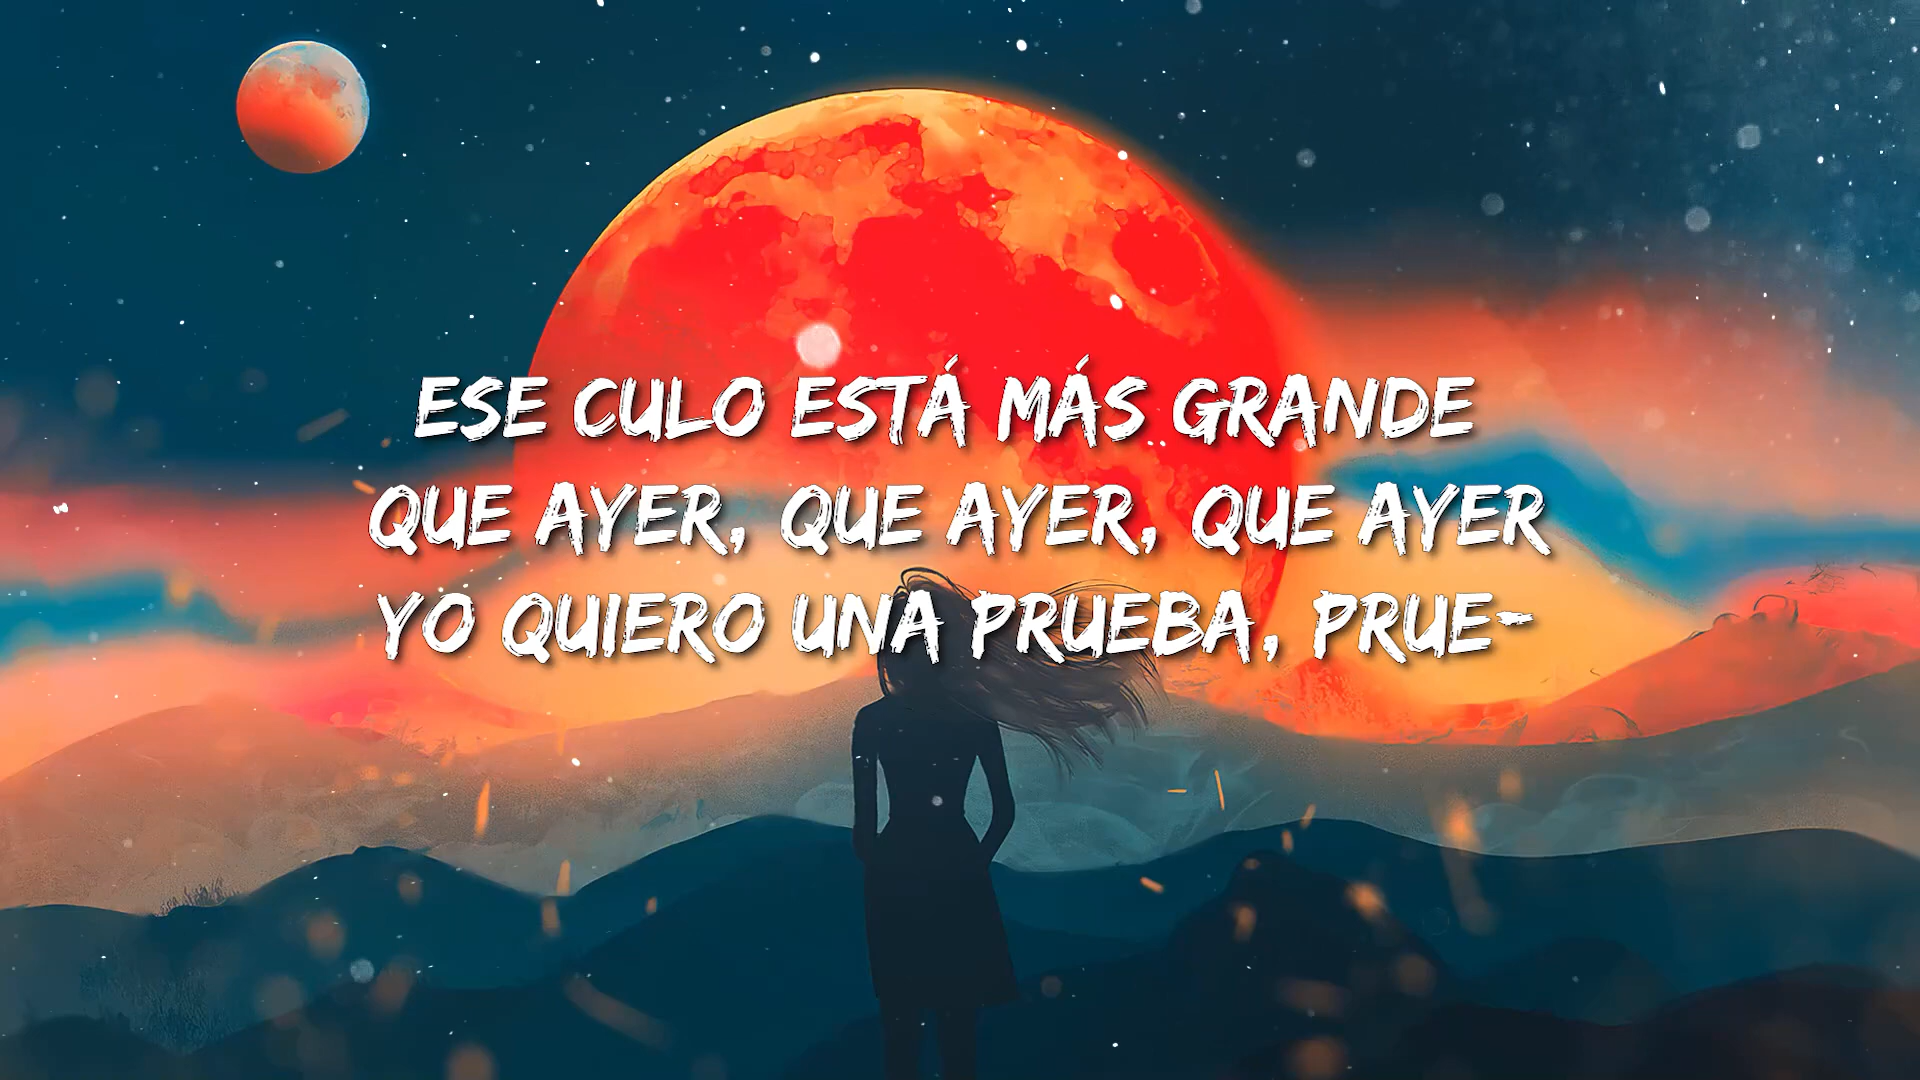 ESE CULO ESTÁ MÁS GRANDE
QUE AYER, QUE AYER, QUE AYER
YO QUIERO UNA PRUEBA, PRUE-